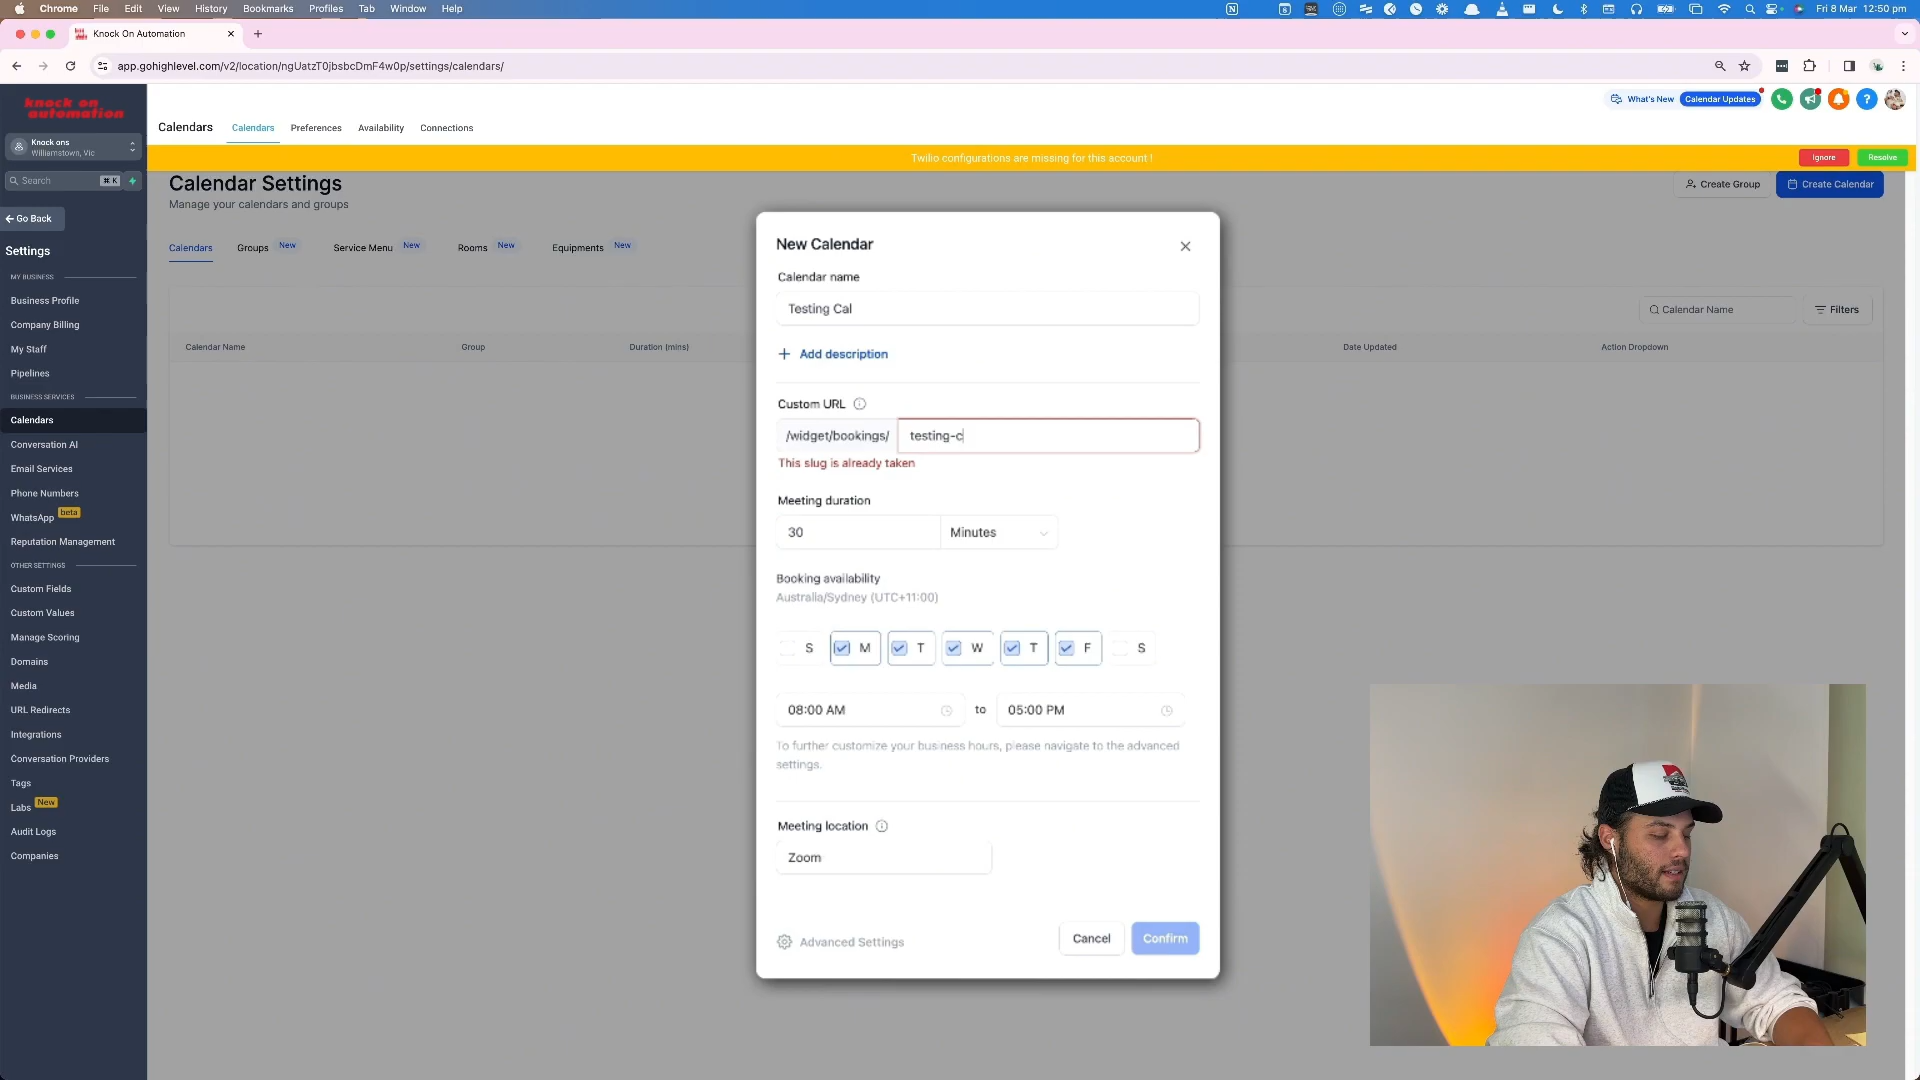 Chrome File Edit View History Bookmarks Profiles Tab Window Help Fri 8 Mar 12:50 pm
Knock On Automation
app.gohighlevel.com/v2/location/ngUatzT0jbsbcDmF4w0p/settings/calendars/
knock on
automation
What's New Calendar Updates
Calendars Calendars Preferences Availability Connections
Knock ons
Williamstown, Vic
Twilio configurations are missing for this account ! Ignore Resolve
Search ⌘ K
Calendar Settings
Manage your calendars and groups
Create Group Create Calendar
Go Back
Calendars Groups New Service Menu New Rooms New Equipments New
Calendar Name Filters
Calendar Name Group Duration (mins) Date Updated Action Dropdown
Settings
MY BUSINESS
Business Profile
Company Billing
My Staff
Pipelines
BUSINESS SERVICES
Calendars
Conversation AI
Email Services
Phone Numbers
WhatsApp beta
Reputation Management
OTHER SETTINGS
Custom Fields
Custom Values
Manage Scoring
Domains
Media
URL Redirects
Integrations
Conversation Providers
Tags
Labs New
Audit Logs
Companies
New Calendar
Calendar name
Testing Cal
Add description
Custom URL
/widget/bookings/ testing-c
This slug is already taken
Meeting duration
30 Minutes
Booking availability
Australia/Sydney (UTC+11:00)
S M T W T F S
08:00 AM to 05:00 PM
To further customize your business hours, please navigate to the advanced
settings.
Meeting location
Zoom
Advanced Settings Cancel Confirm